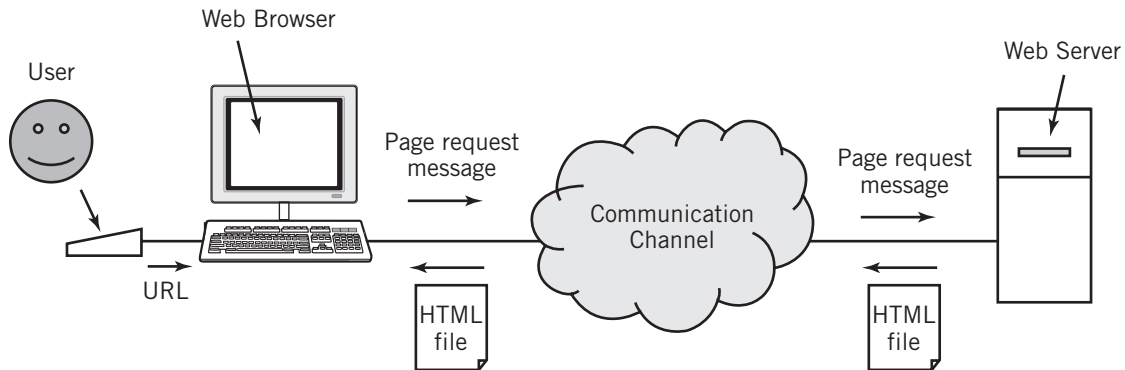 Web Browser
User
Web Server
Page request
message
Page request
message
Communication
Channel
URL
HTML
file
HTML
file